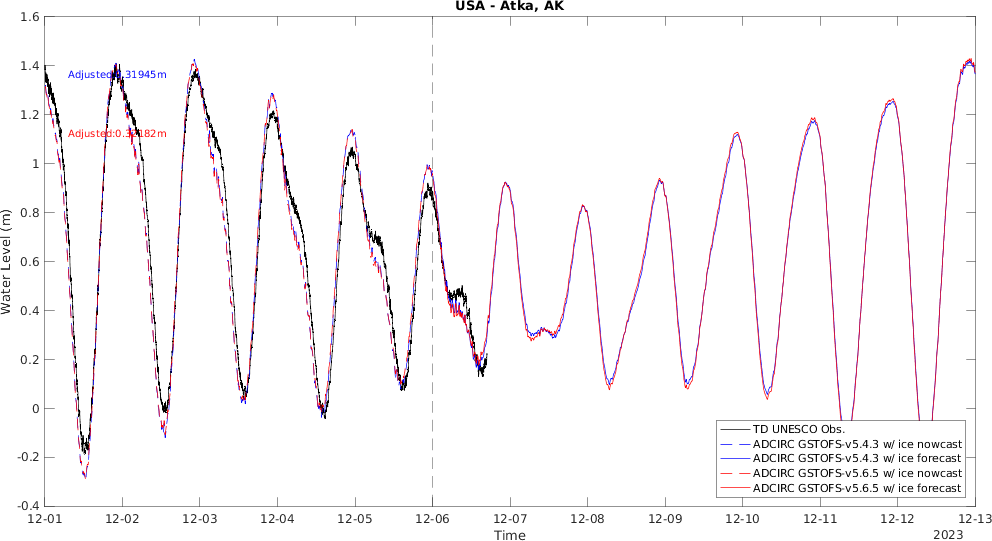 USA - Atka, AK
1.6
1.4
1.2
1
0.8
0.6
0.4
0.2
0
-0.2
-0.4
Water Level (m)
Adjusted: 31945m
Adjusted:0.3 182m
TD UNESCO Obs.
ADCIRC GSTOFS-v5.4.3 w/ ice nowcast
ADCIRC GSTOFS-v5.4.3 w/ ice forecast
ADCIRC GSTOFS-v5.6.5 w/ ice nowcast
ADCIRC GSTOFS-v5.6.5 w/ ice forecast
12-01 12-02 12-03 12-04 12-05 12-06 12-07 12-08 12-09 12-10 12-11 12-12 12-13
Time
2023